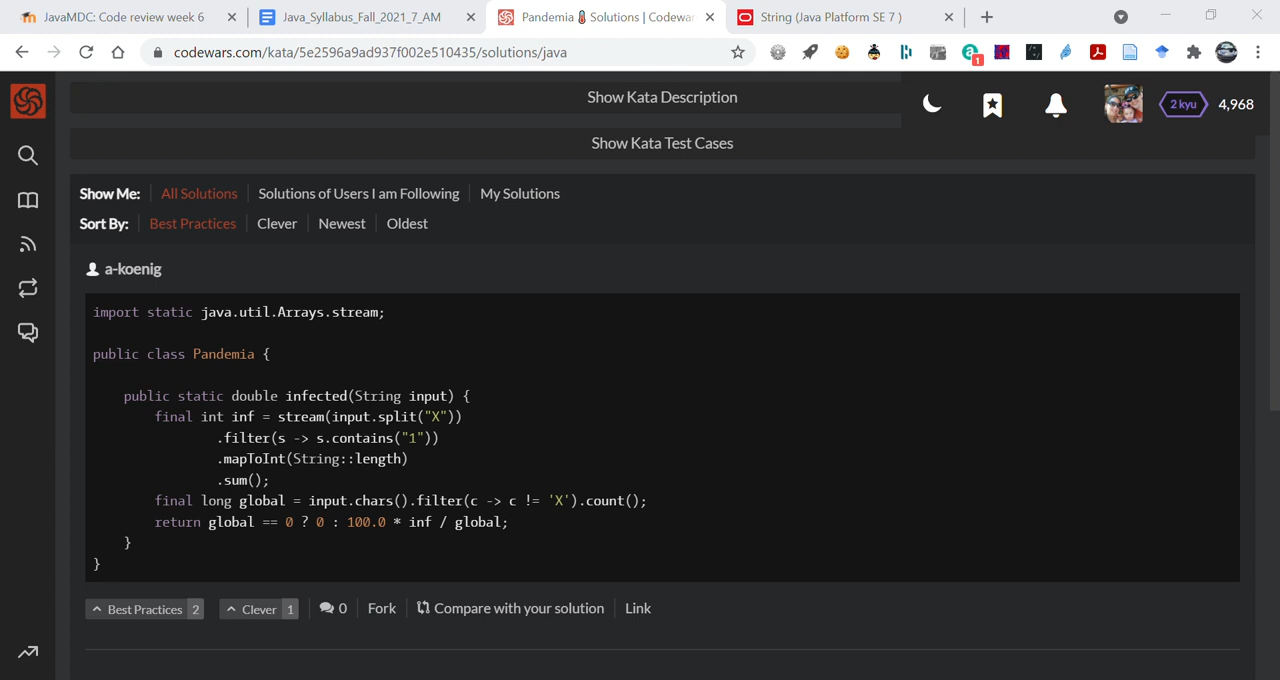 JavaMDC: Code review week 6
Java_Syllabus_Fall_2021_7_AM
Pandemia🌡 Solutions | Codewar
String (Java Platform SE 7 )
codewars.com/kata/5e2596a9ad937f002e510435/solutions/java
1
Show Kata Description
2 kyu
4,968
Show Kata Test Cases
Show Me: All Solutions Solutions of Users I am Following My Solutions
Sort By: Best Practices Clever Newest Oldest
a-koenig
import static java.util.Arrays.stream;
public class Pandemia {
public static double infected(String input) {
final int inf = stream(input.split("X"))
.filter(s -> s.contains("1"))
.mapToInt(String::length)
.sum();
final long global = input.chars().filter(c -> c != 'X').count();
return global == 0 ? 0 : 100.0 * inf / global;
}
}
Best Practices 2 Clever 1 0 Fork Compare with your solution Link